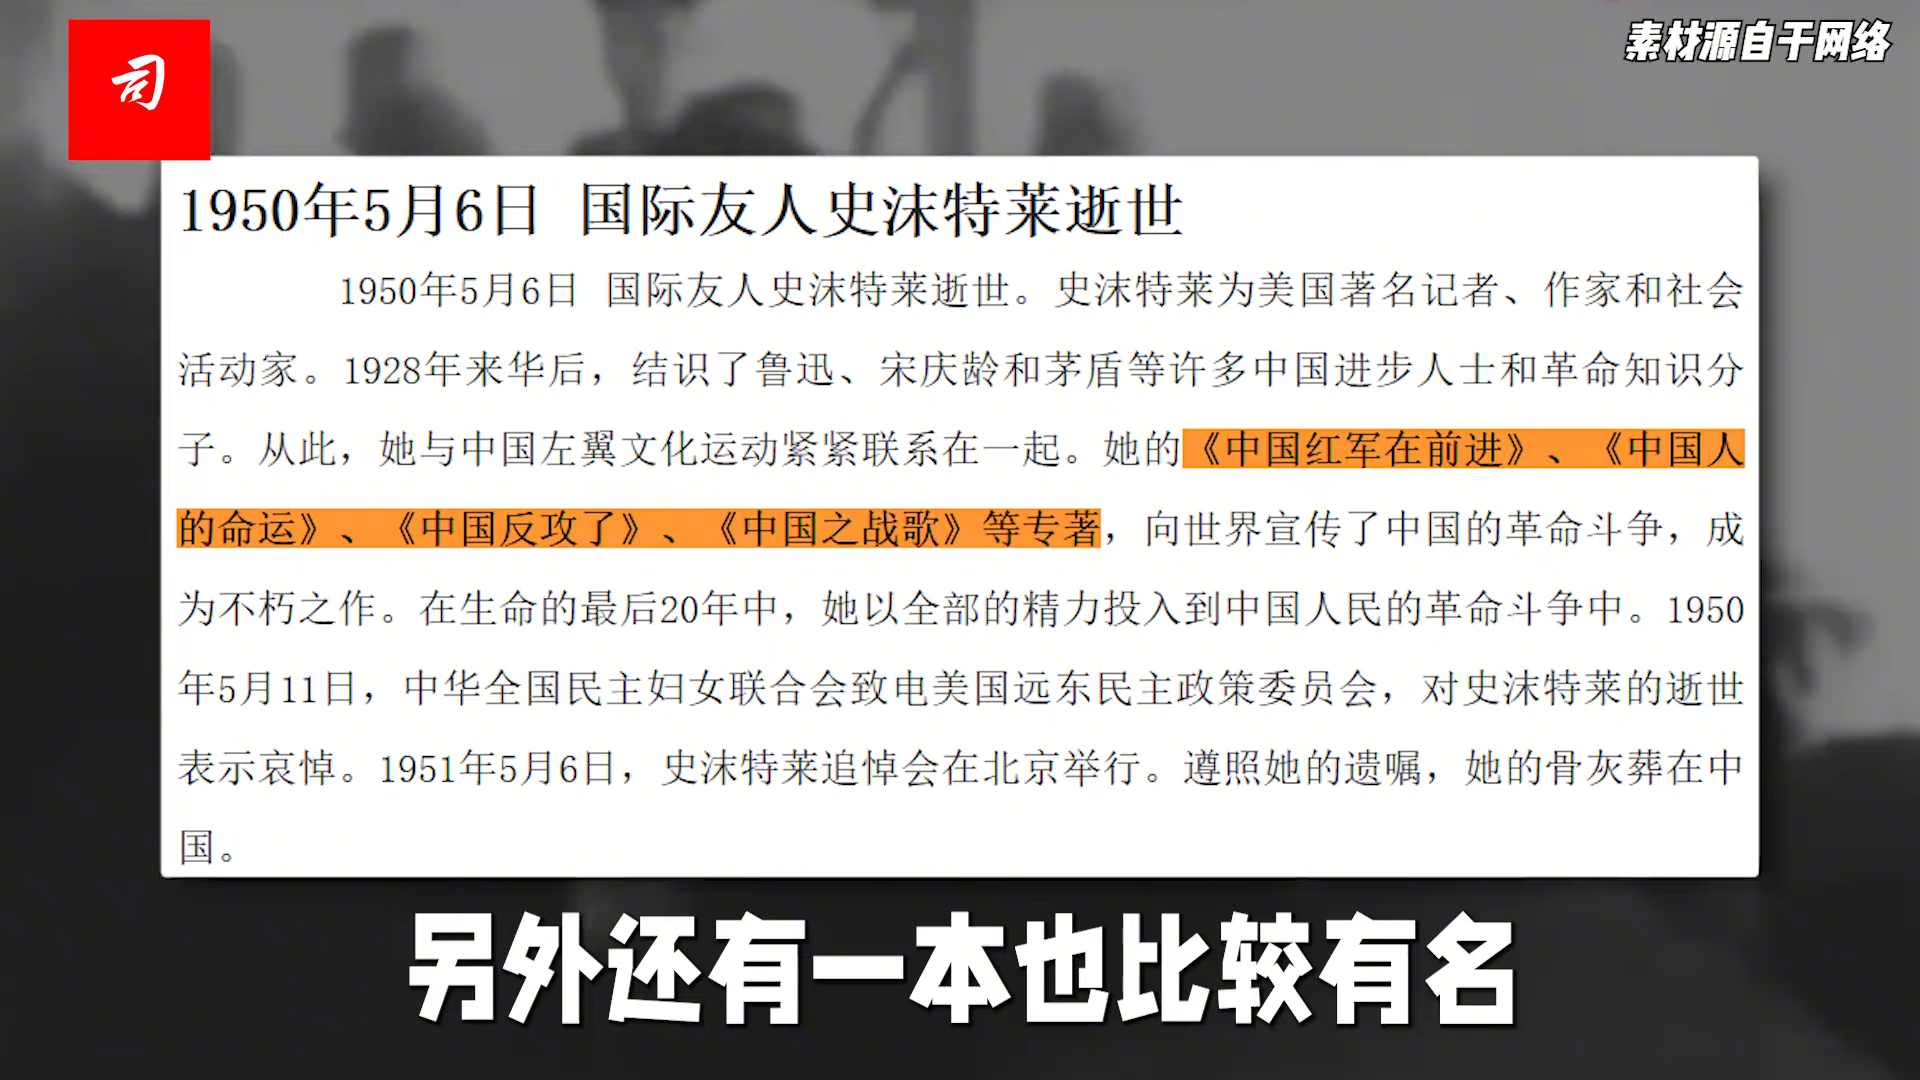 司
素材源自于网络
1950年5月6日 国际友人史沫特莱逝世
1950年5月6日 国际友人史沫特莱逝世。史沫特莱为美国著名记者、作家和社会
活动家。1928年来华后，结识了鲁迅、宋庆龄和茅盾等许多中国进步人士和革命知识分
子。从此，她与中国左翼文化运动紧紧联系在一起。她的《中国红军在前进》、《中国人
的命运》、《中国反攻了》、《中国之战歌》等专著，向世界宣传了中国的革命斗争，成
为不朽之作。在生命的最后20年中，她以全部的精力投入到中国人民的革命斗争中。1950
年5月11日，中华全国民主妇女联合会致电美国远东民主政策委员会，对史沫特莱的逝世
表示哀悼。1951年5月6日，史沫特莱追悼会在北京举行。遵照她的遗嘱，她的骨灰葬在中
国。
另外还有一本也比较有名